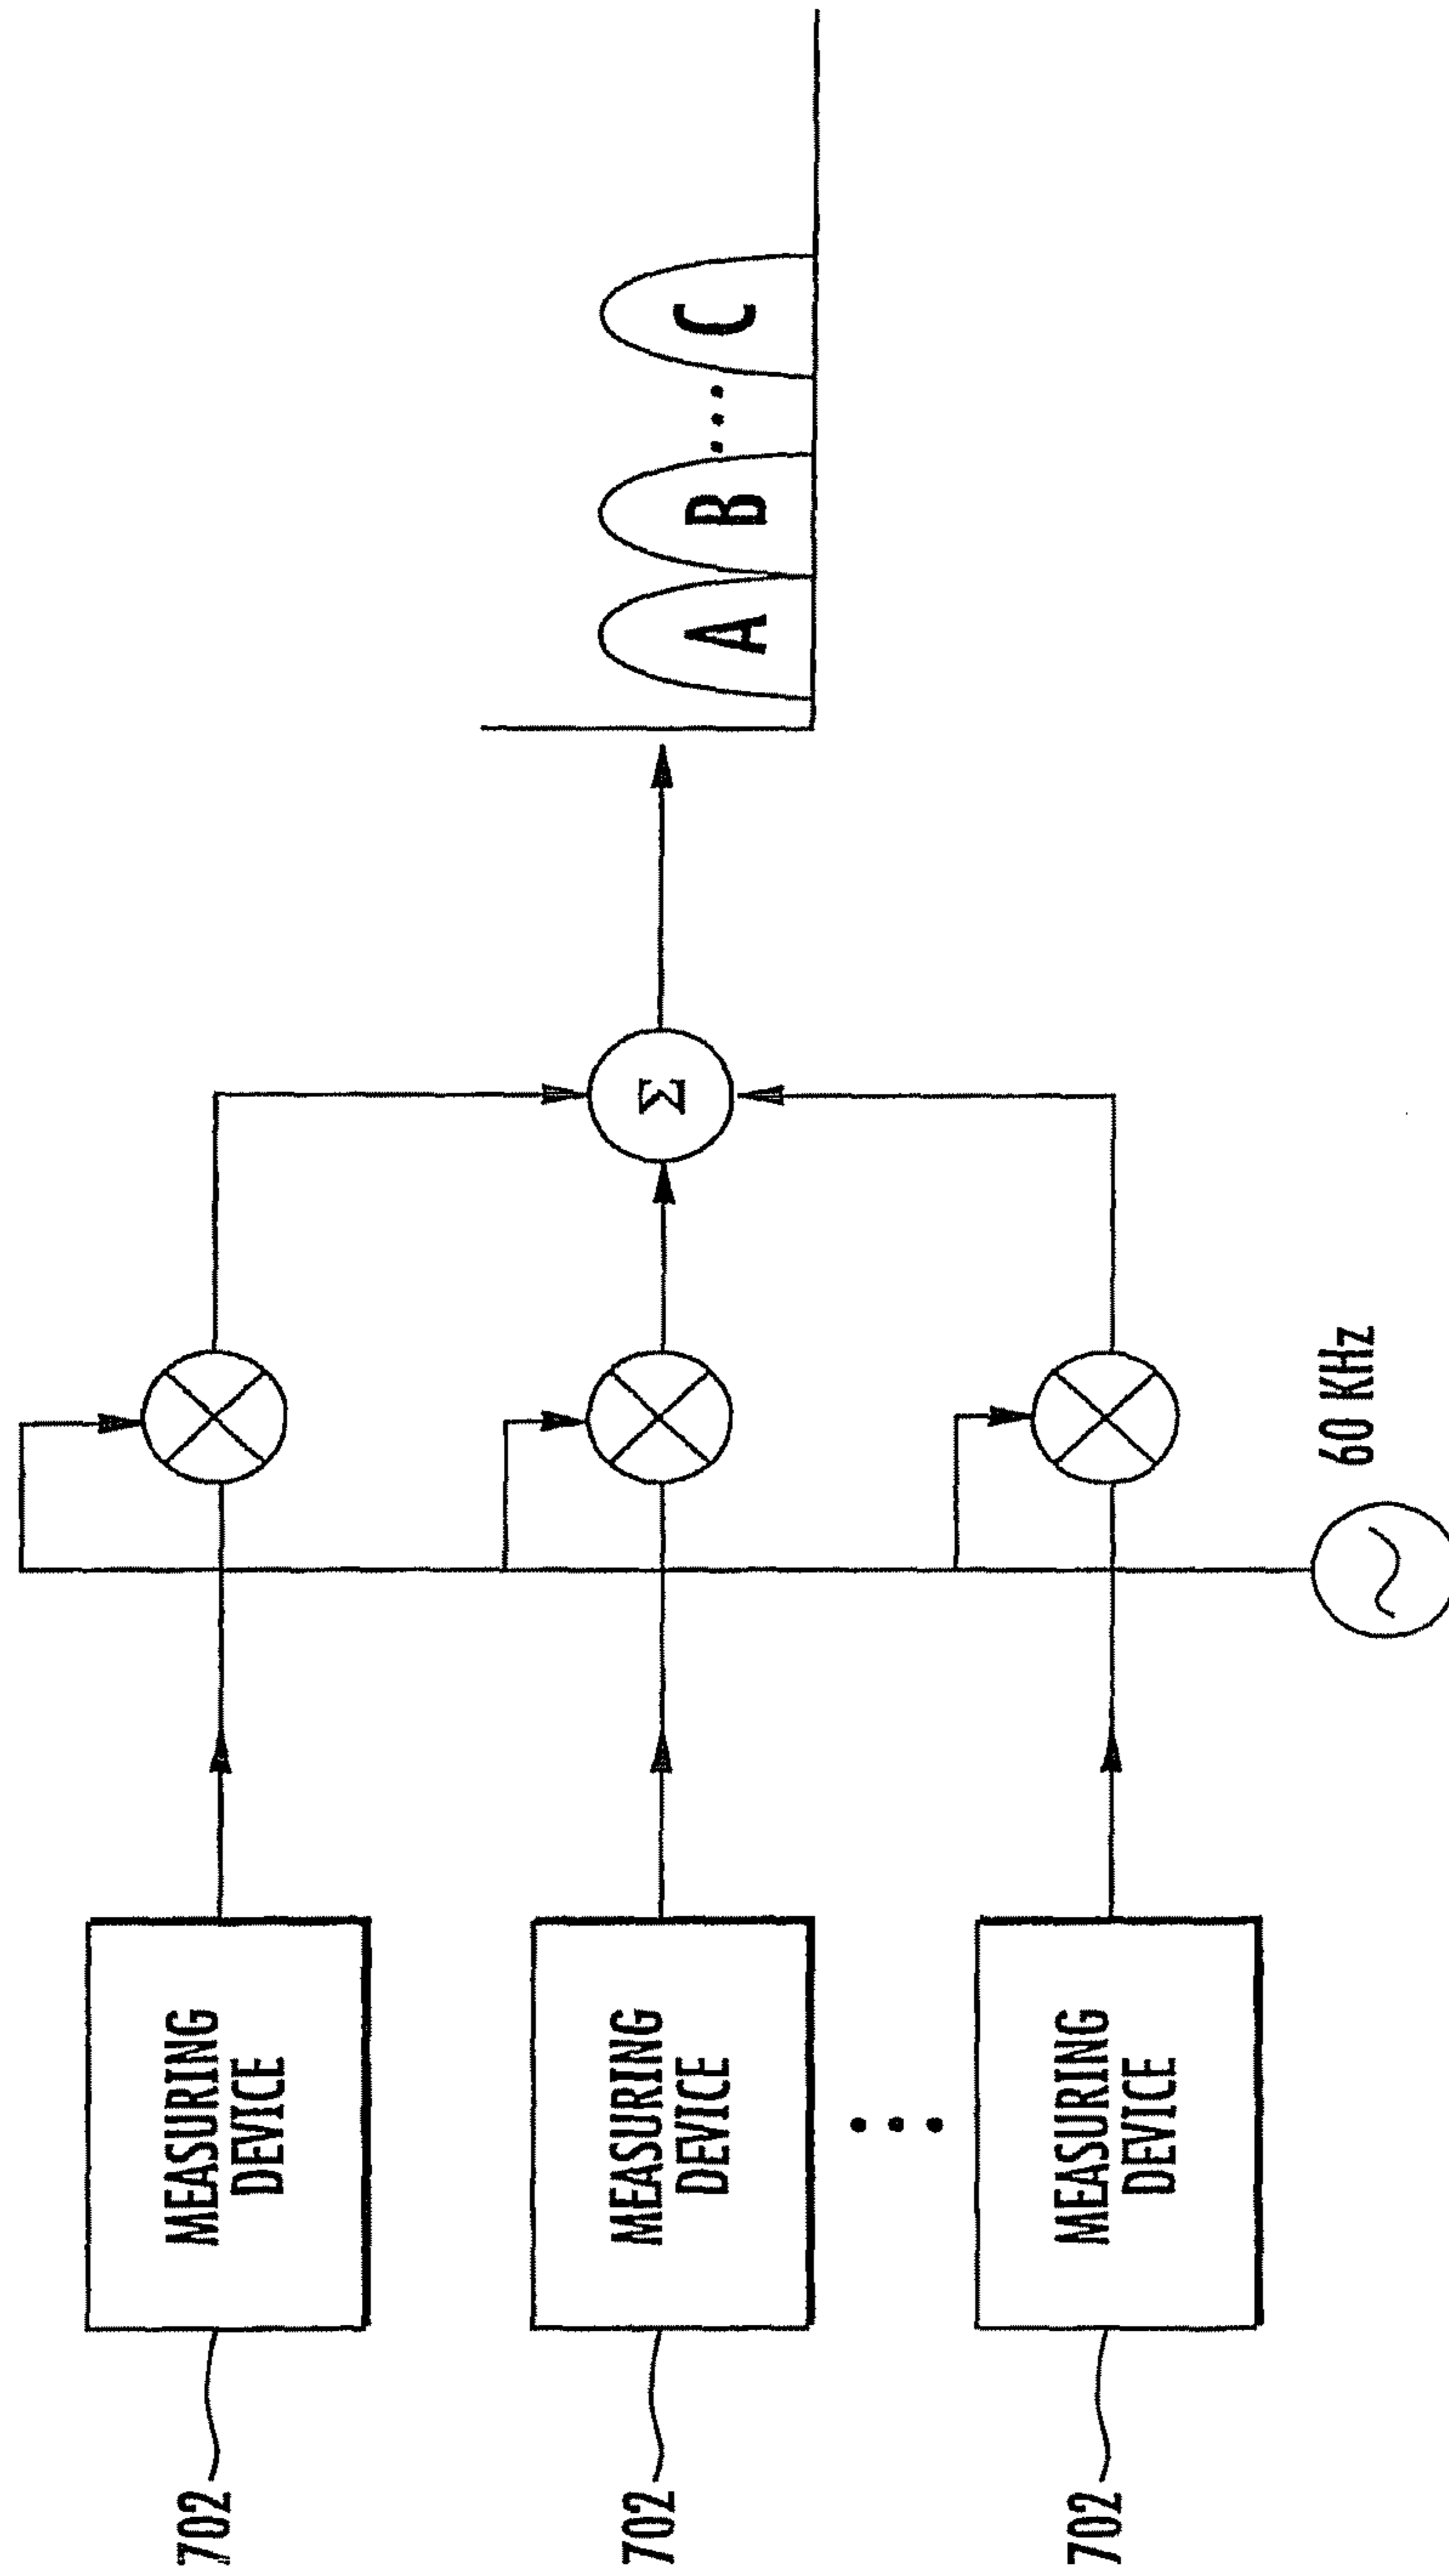 702
MEASURING
DEVICE
702
MEASURING
DEVICE
702
MEASURING
DEVICE
60 KHz
Σ
A B ... C